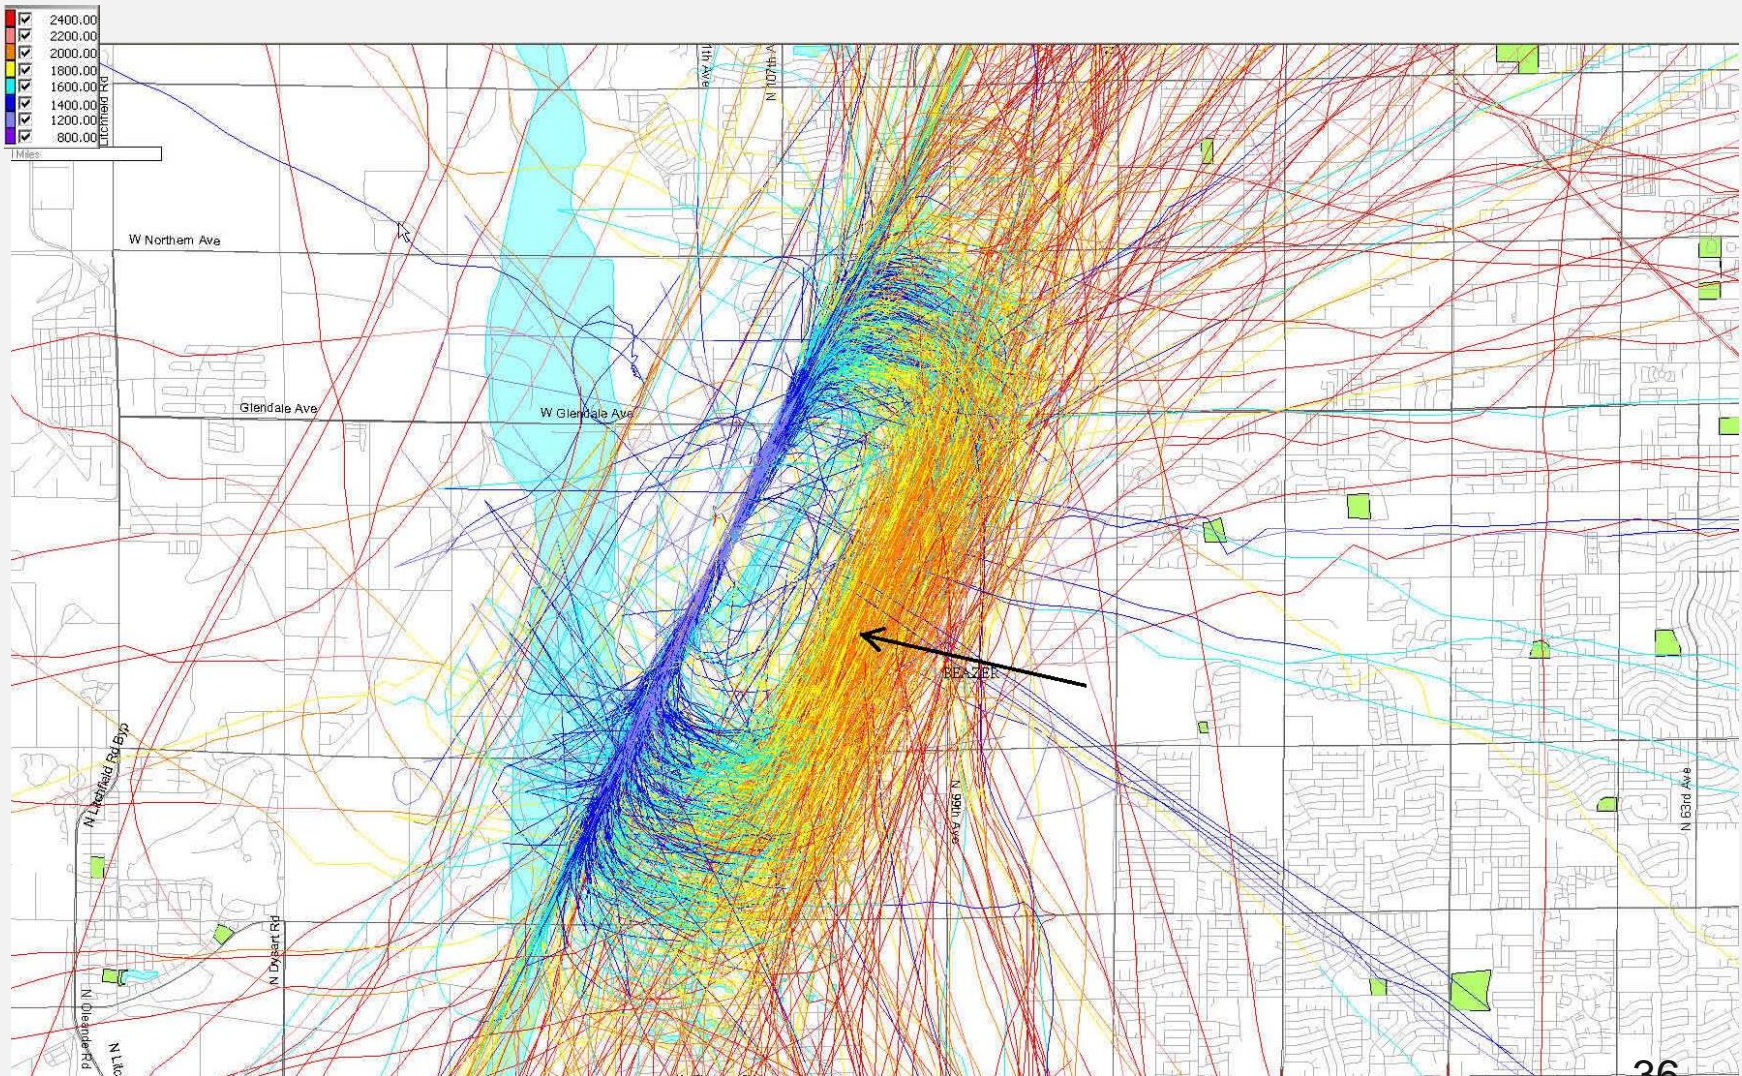 2400.00
2200.00
2000.00
1800.00
1600.00
1400.00
1200.00
800.00
Miles
Litchfield Rd
N 107th
W Northern Ave
Glendale Ave
W Glendale Ave
BEAZER
N Litchfield Rd Byp
N 99th Ave
N 63rd Ave
N Dysart Rd
36